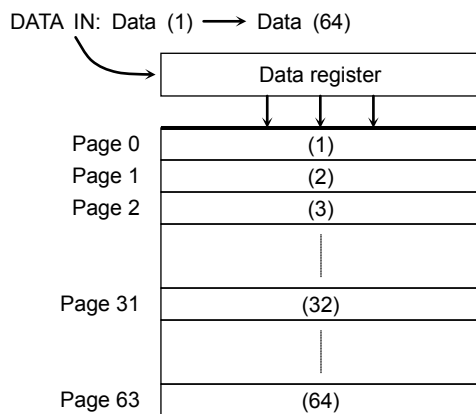 DATA IN: Data (1) Data (64)
Data register
Page 0 (1)
Page 1 (2)
Page 2 (3)
Page 31 (32)
Page 63 (64)